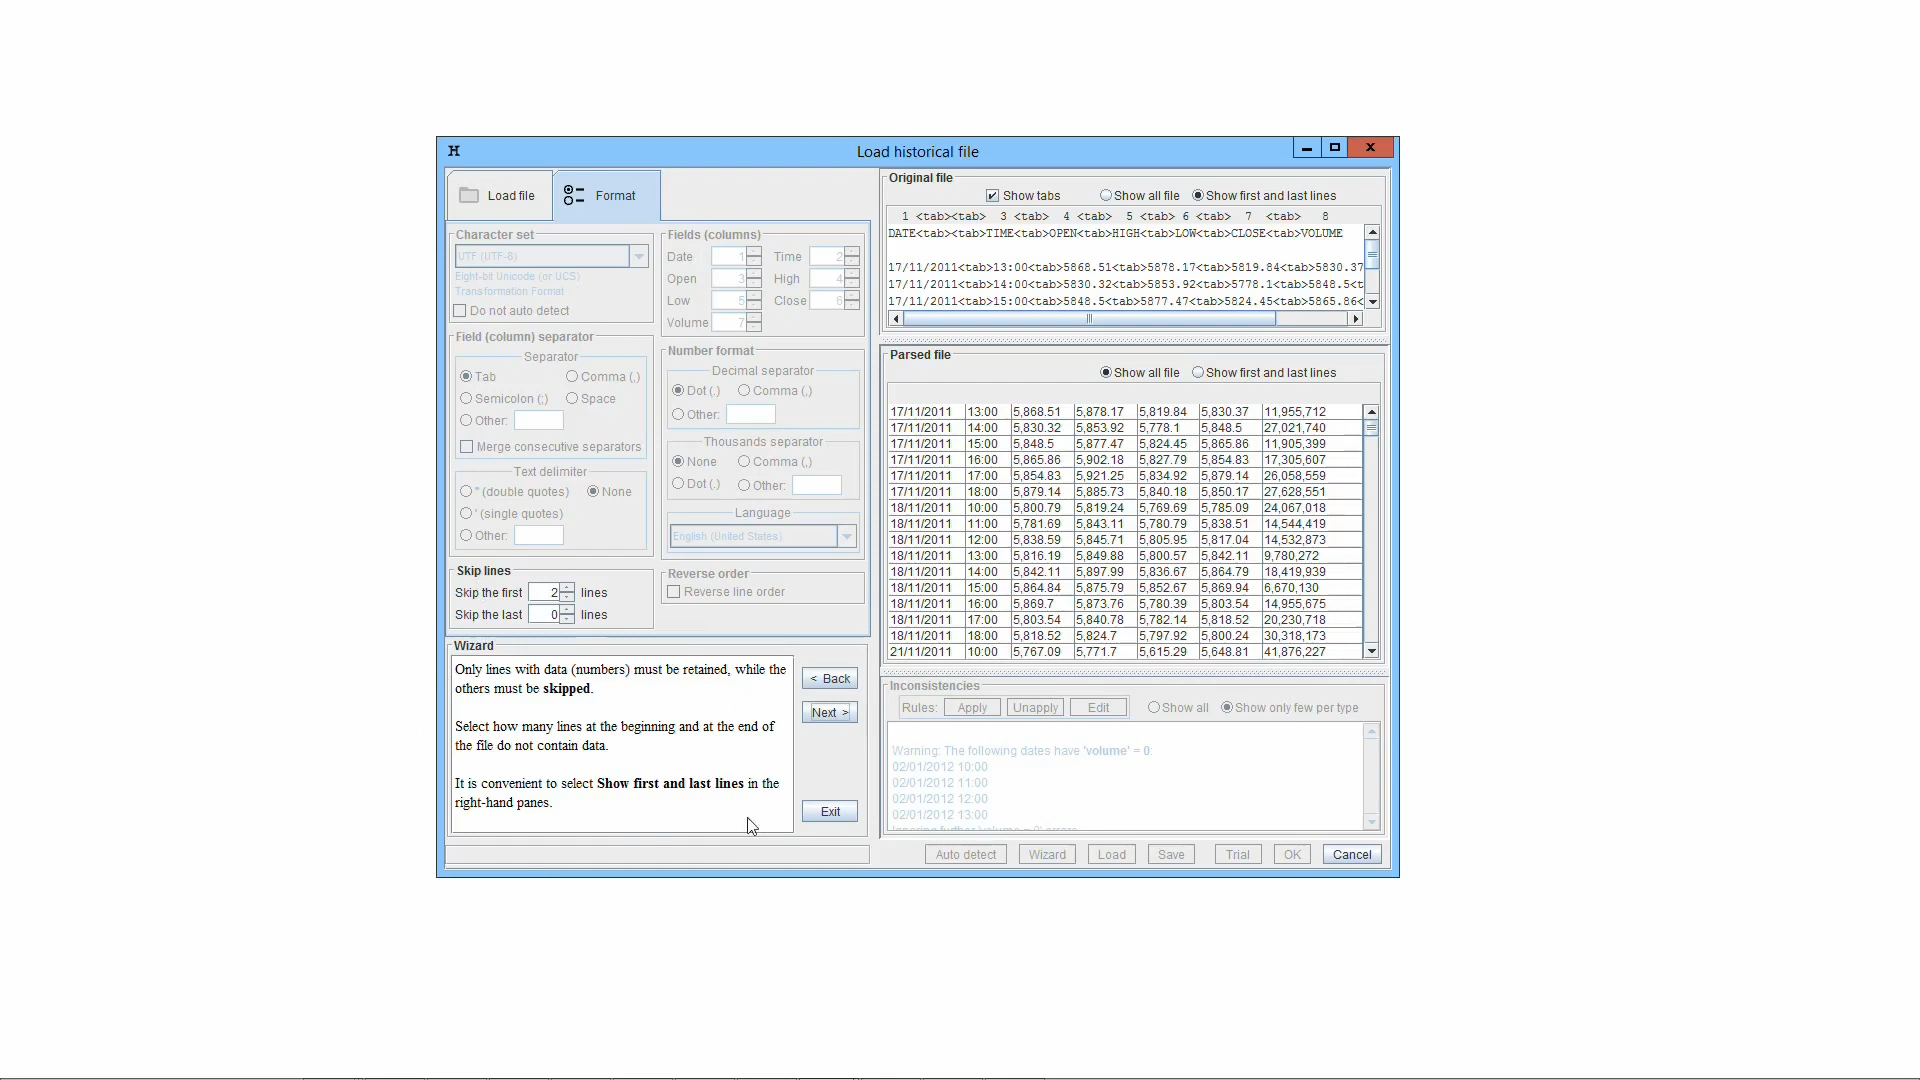 H
Load historical file
X
Load file
Format
Character set
UTF (UTF-8)
Eight-bit Unicode (or UCS)
Transformation Format
Do not auto detect
Field (column) separator
Separator
Tab
Comma (,)
Semicolon (;)
Space
Other:
Merge consecutive separators
Text delimiter
" (double quotes)
None
' (single quotes)
Other:
Skip lines
Skip the first 2 lines
Skip the last 0 lines
Fields (columns)
Date 1 Time 2
Open 3 High 4
Low 5 Close 6
Volume 7
Number format
Decimal separator
Dot (.)
Comma (,)
Other:
Thousands separator
None
Comma (,)
Dot (.)
Other:
Language
English (United States)
Reverse order
Reverse line order
Wizard
Only lines with data (numbers) must be retained, while the
others must be skipped.
Select how many lines at the beginning and at the end of
the file do not contain data.
It is convenient to select Show first and last lines in the
right-hand panes.
< Back
Next >
Exit
Original file
Show tabs
Show all file
Show first and last lines
1 <tab><tab> 3 <tab> 4 <tab> 5 <tab> 6 <tab> 7 <tab> 8
DATE<tab><tab>TIME<tab>OPEN<tab>HIGH<tab>LOW<tab>CLOSE<tab>VOLUME
17/11/2011<tab>13:00<tab>5868.51<tab>5878.17<tab>5819.84<tab>5830.37
17/11/2011<tab>14:00<tab>5830.32<tab>5853.92<tab>5778.1<tab>5848.5<t
17/11/2011<tab>15:00<tab>5848.5<tab>5877.47<tab>5824.45<tab>5865.86<
Parsed file
Show all file
Show first and last lines
17/11/2011 13:00 5,868.51 5,878.17 5,819.84 5,830.37 11,955,712
17/11/2011 14:00 5,830.32 5,853.92 5,778.1 5,848.5 27,021,740
17/11/2011 15:00 5,848.5 5,877.47 5,824.45 5,865.86 11,905,399
17/11/2011 16:00 5,865.86 5,902.18 5,827.79 5,854.83 17,305,607
17/11/2011 17:00 5,854.83 5,921.25 5,834.92 5,879.14 26,058,559
17/11/2011 18:00 5,879.14 5,885.73 5,840.18 5,850.17 27,628,551
18/11/2011 10:00 5,800.79 5,819.24 5,769.69 5,785.09 24,067,018
18/11/2011 11:00 5,781.69 5,843.11 5,780.79 5,838.51 14,544,419
18/11/2011 12:00 5,838.59 5,845.71 5,805.95 5,817.04 14,532,873
18/11/2011 13:00 5,816.19 5,849.88 5,800.57 5,842.11 9,780,272
18/11/2011 14:00 5,842.11 5,897.99 5,836.67 5,864.79 18,419,939
18/11/2011 15:00 5,864.84 5,875.79 5,852.67 5,869.94 6,670,130
18/11/2011 16:00 5,869.7 5,873.76 5,780.39 5,803.54 14,955,675
18/11/2011 17:00 5,803.54 5,840.78 5,782.14 5,818.52 20,230,718
18/11/2011 18:00 5,818.52 5,824.7 5,797.92 5,800.24 30,318,173
21/11/2011 10:00 5,767.09 5,771.7 5,615.29 5,648.81 41,876,227
Inconsistencies
Rules: Apply Unapply Edit
Show all
Show only few per type
Warning: The following dates have 'volume' = 0:
02/01/2012 10:00
02/01/2012 11:00
02/01/2012 12:00
02/01/2012 13:00
Ignoring further 'volume = 0' errors
Auto detect Wizard Load Save Trial OK Cancel